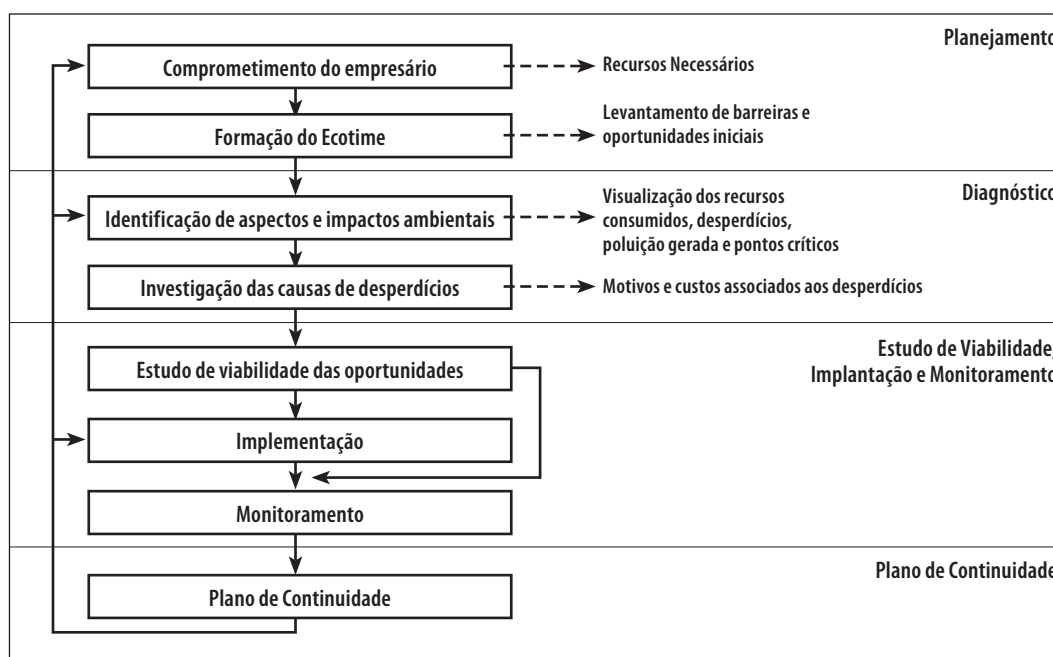 Planejamento
Comprometimento do empresário
Recursos Necessários
Formação do Ecotime
Levantamento de barreiras e
oportunidades iniciais
Diagnóstico
Identificação de aspectos e impactos ambientais
Visualização dos recursos
consumidos, desperdícios,
poluição gerada e pontos críticos
Investigação das causas de desperdícios
Motivos e custos associados aos desperdícios
Estudo de Viabilidade,
Implantação e Monitoramento
Estudo de viabilidade das oportunidades
Implementação
Monitoramento
Plano de Continuidade
Plano de Continuidade